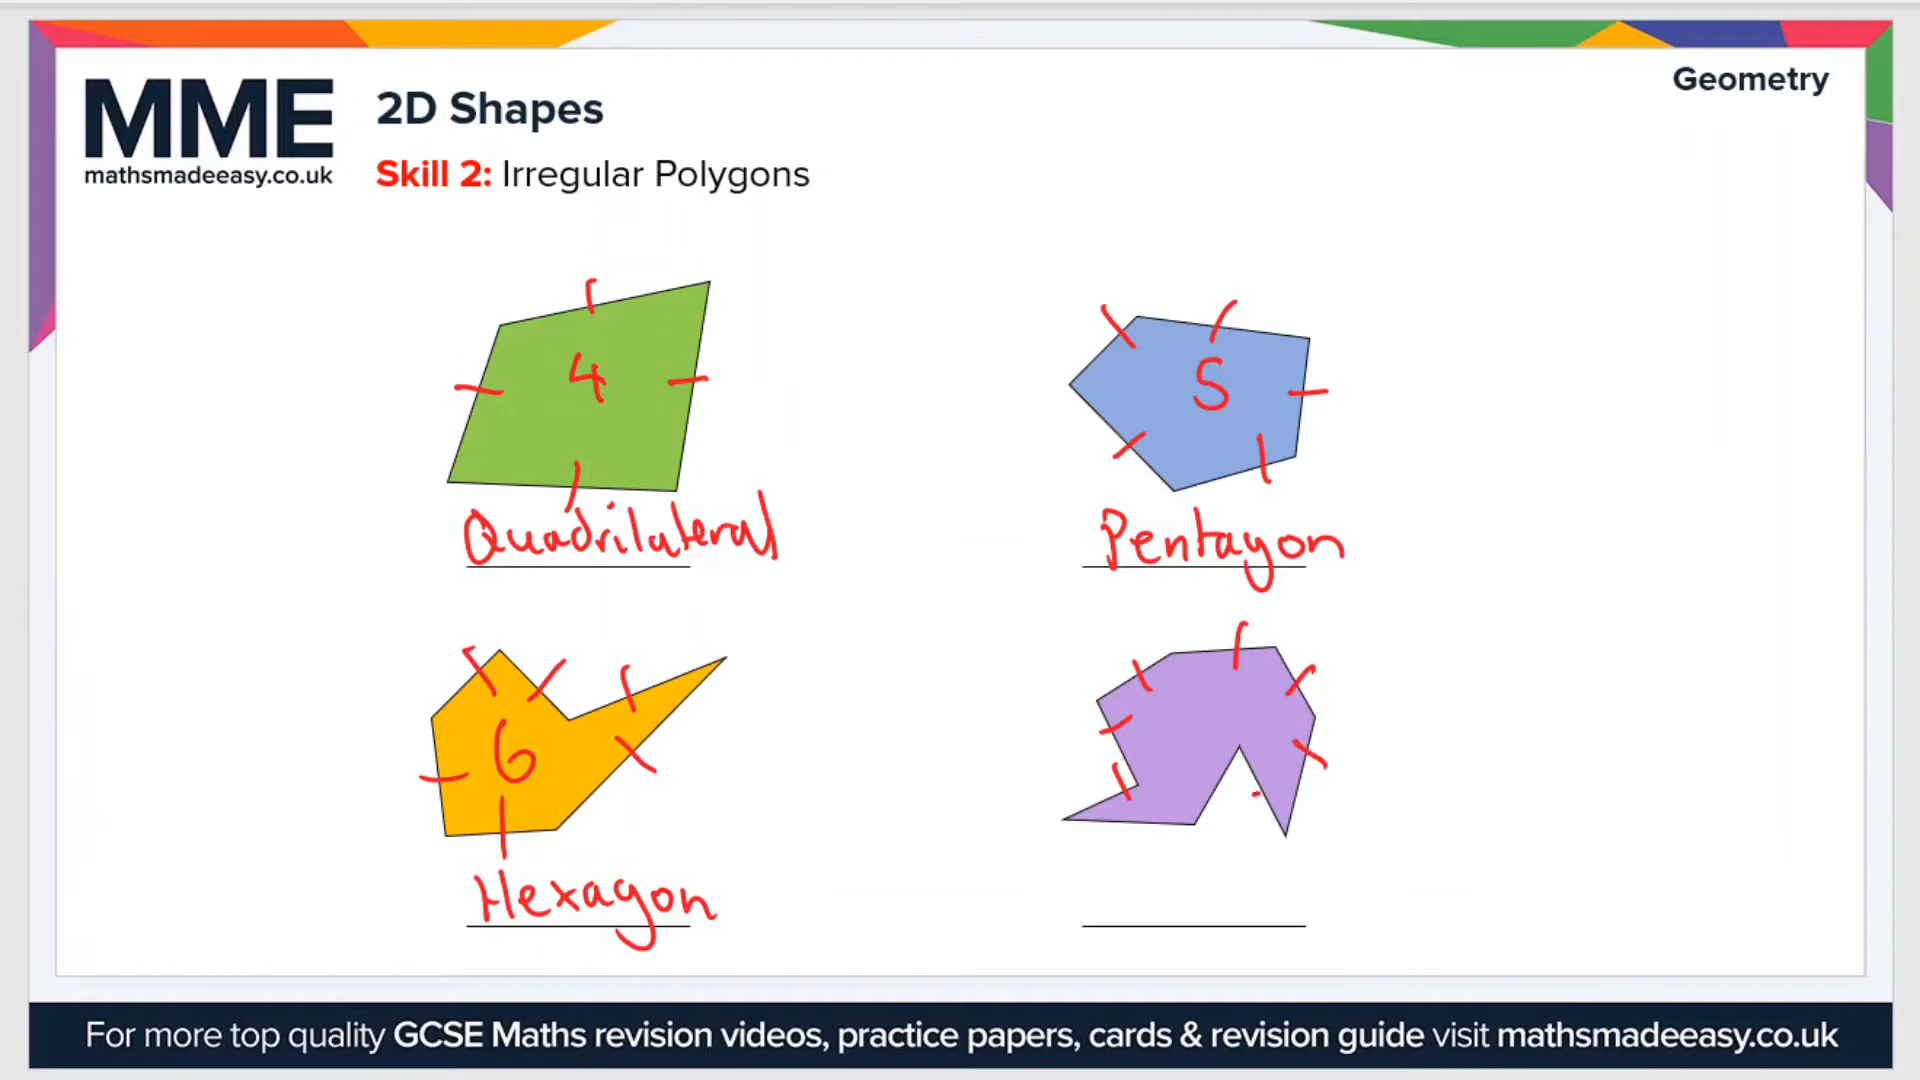 MME
mathsmadeeasy.co.uk
2D Shapes
Skill 2: Irregular Polygons
Geometry
4
5
Quadrilateral
Pentagon
6
Hexagon
For more top quality GCSE Maths revision videos, practice papers, cards & revision guide visit mathsmadeeasy.co.uk